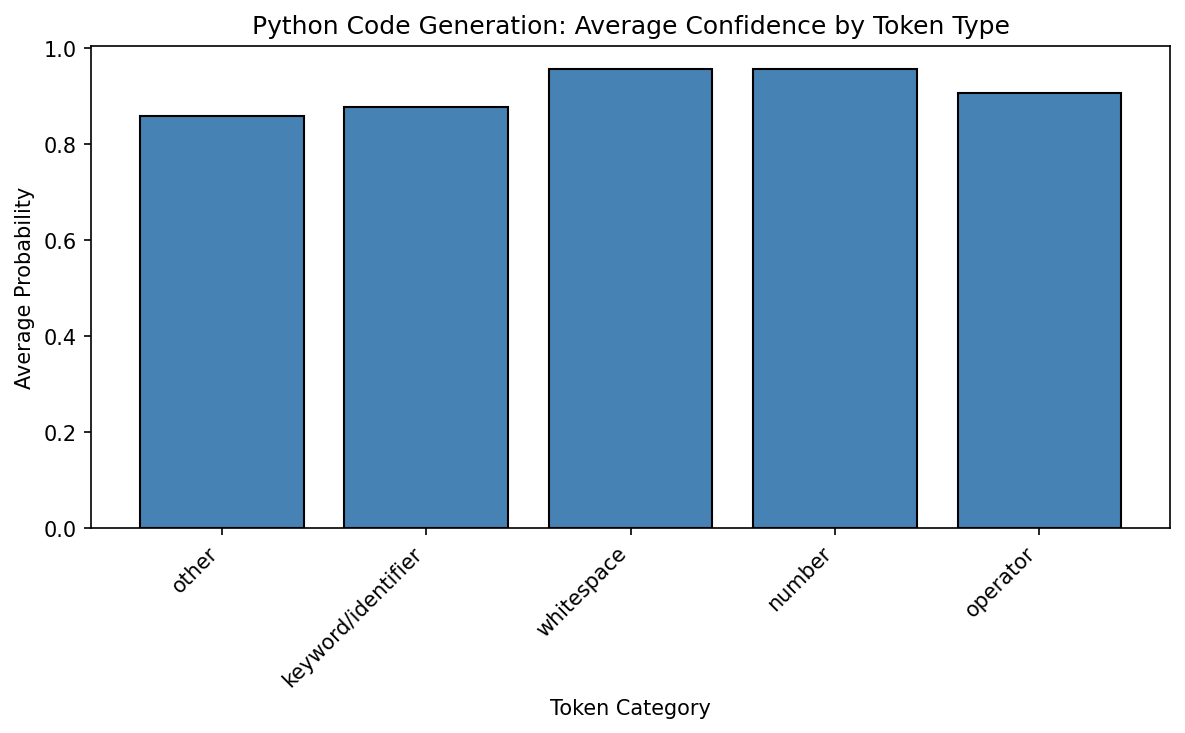 Python Code Generation: Average Confidence by Token Type
1.0
0.8
0.6
0.4
0.2
0.0
Average Probability
other
keyword/identifier
whitespace
number
operator
Token Category